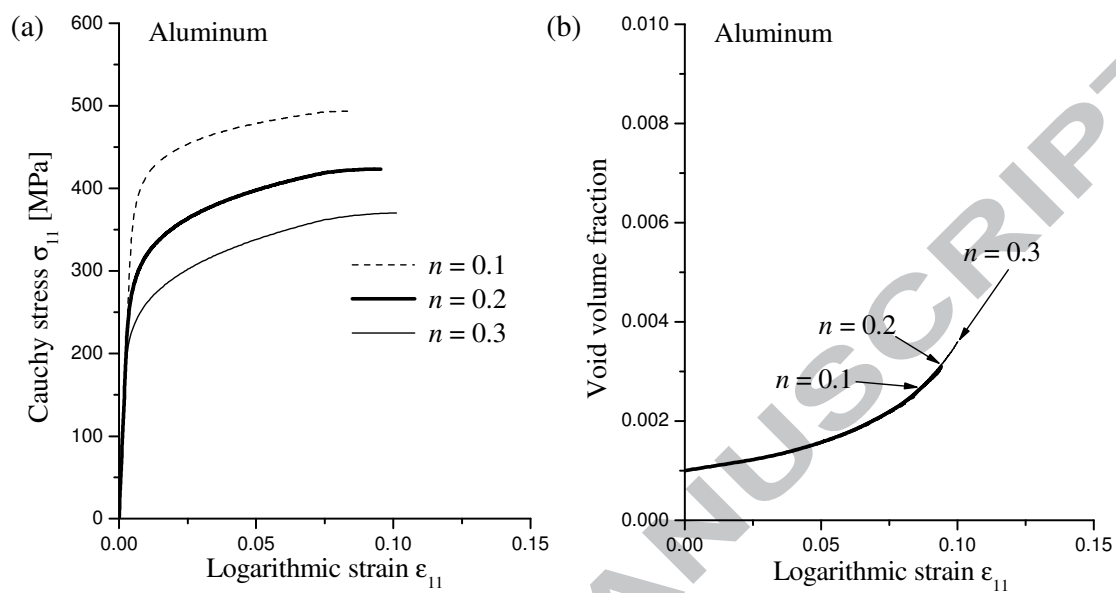 (a)
Aluminum
600
500
400
300
200
100
0
Cauchy stress σ₁₁ [MPa]
n = 0.1
n = 0.2
n = 0.3
0.00
0.05
0.10
0.15
Logarithmic strain ε₁₁
(b)
Aluminum
0.010
0.008
0.006
0.004
0.002
0.000
Void volume fraction
n = 0.3
n = 0.2
n = 0.1
0.00
0.05
0.10
0.15
Logarithmic strain ε₁₁
ANUSCRIPT